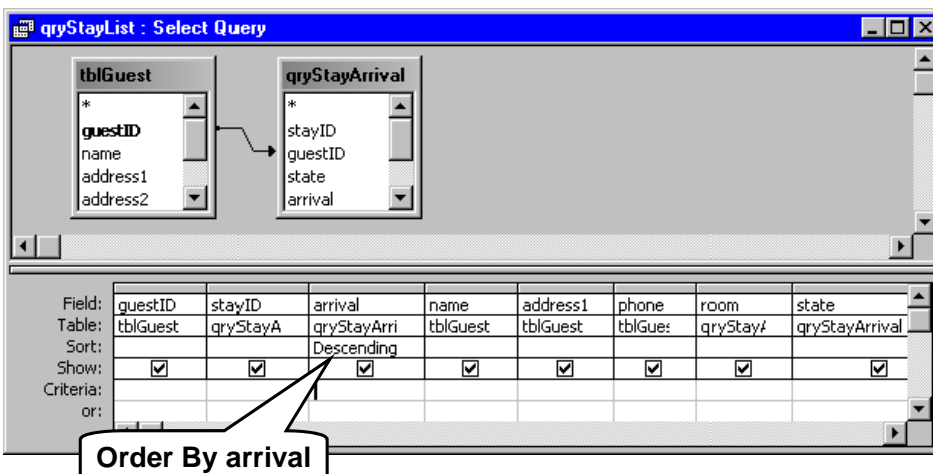 qryStayList : Select Query
tblGuest
*
guestID
name
address1
address2
qryStayArrival
*
stayID
guestID
state
arrival
Field: guestID stayID arrival name address1 phone room state
Table: tblGuest qryStayA qryStayArri tblGuest tblGuest tblGues qryStayA qryStayArrival
Sort: Descending
Show:
Criteria:
or:
Order By arrival